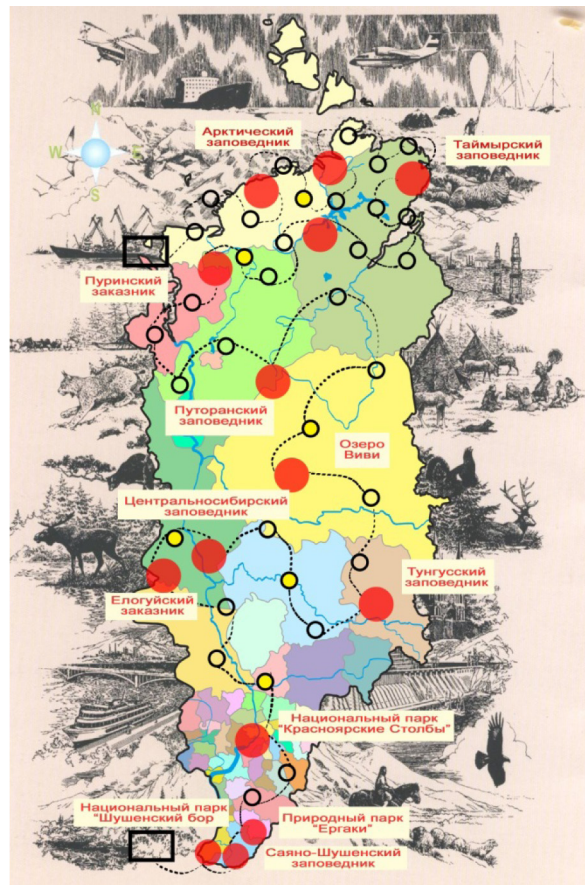 N
W E
S
Арктический
заповедник
Таймырский
заповедник
Пуринский
заказник
Путоранский
заповедник
Озеро
Виви
Центральносибирский
заповедник
Тунгусский
заповедник
Елогуйский
заказник
Национальный парк
"Красноярские Столбы"
Национальный парк
"Шушенский бор
Природный парк
"Ергаки"
Саяно-Шушенский
заповедник